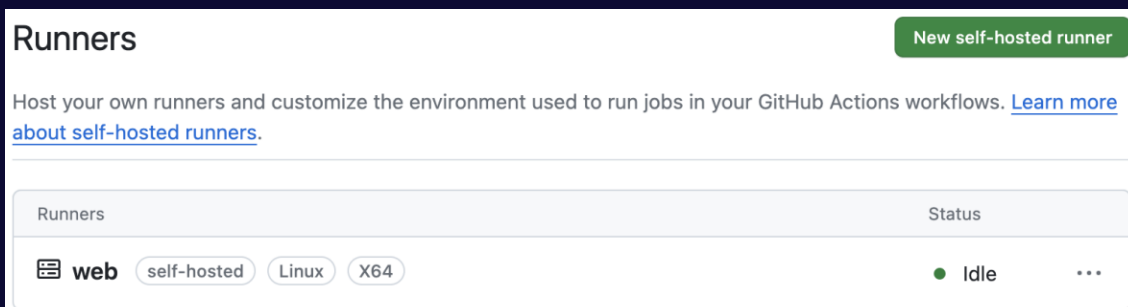 Runners
New self-hosted runner
Host your own runners and customize the environment used to run jobs in your GitHub Actions workflows. Learn more
about self-hosted runners.
Runners Status
web self-hosted Linux X64 Idle ...